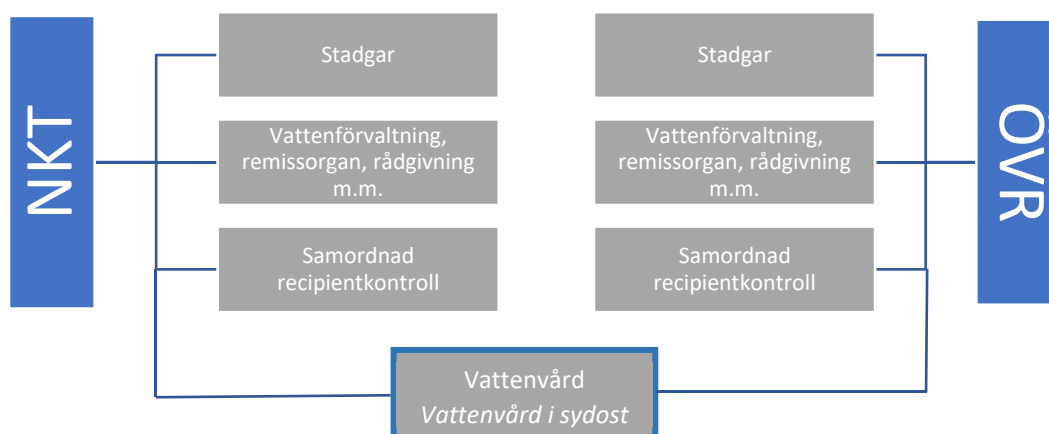 NKT
Stadgar
Vattenförvaltning,
remissorgan, rådgivning
m.m.
Samordnad
recipientkontroll
Stadgar
Vattenförvaltning,
remissorgan, rådgivning
m.m.
Samordnad
recipientkontroll
ÖVR
Vattenvård
Vattenvård i sydost